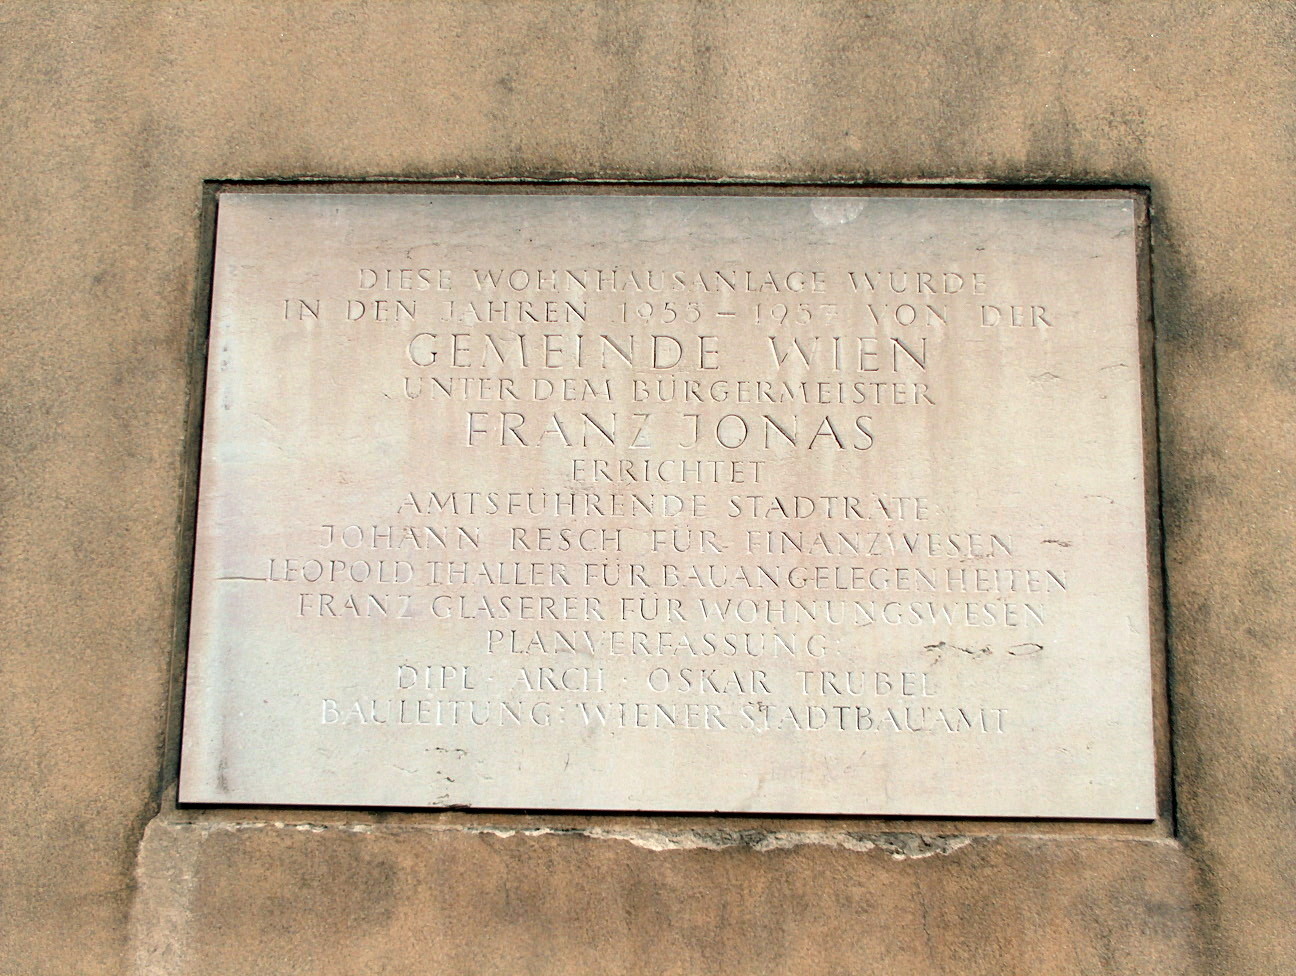 DIESE WOHNHAUSANLAGE WURDE
IN DEN JAHREN 1953–1957 VON DER
GEMEINDE WIEN
UNTER DEM BÜRGERMEISTER
FRANZ JONAS
ERRICHTET
AMTSFÜHRENDE STADTRÄTE
JOHANN RESCH FÜR FINANZWESEN
LEOPOLD THALLER FÜR BAUANGELEGENHEITEN
FRANZ GLASERER FÜR WOHNUNGSWESEN
PLANVERFASSUNG:
DIPL · ARCH · OSKAR TRUBEL
BAULEITUNG: WIENER STADTBAUAMT